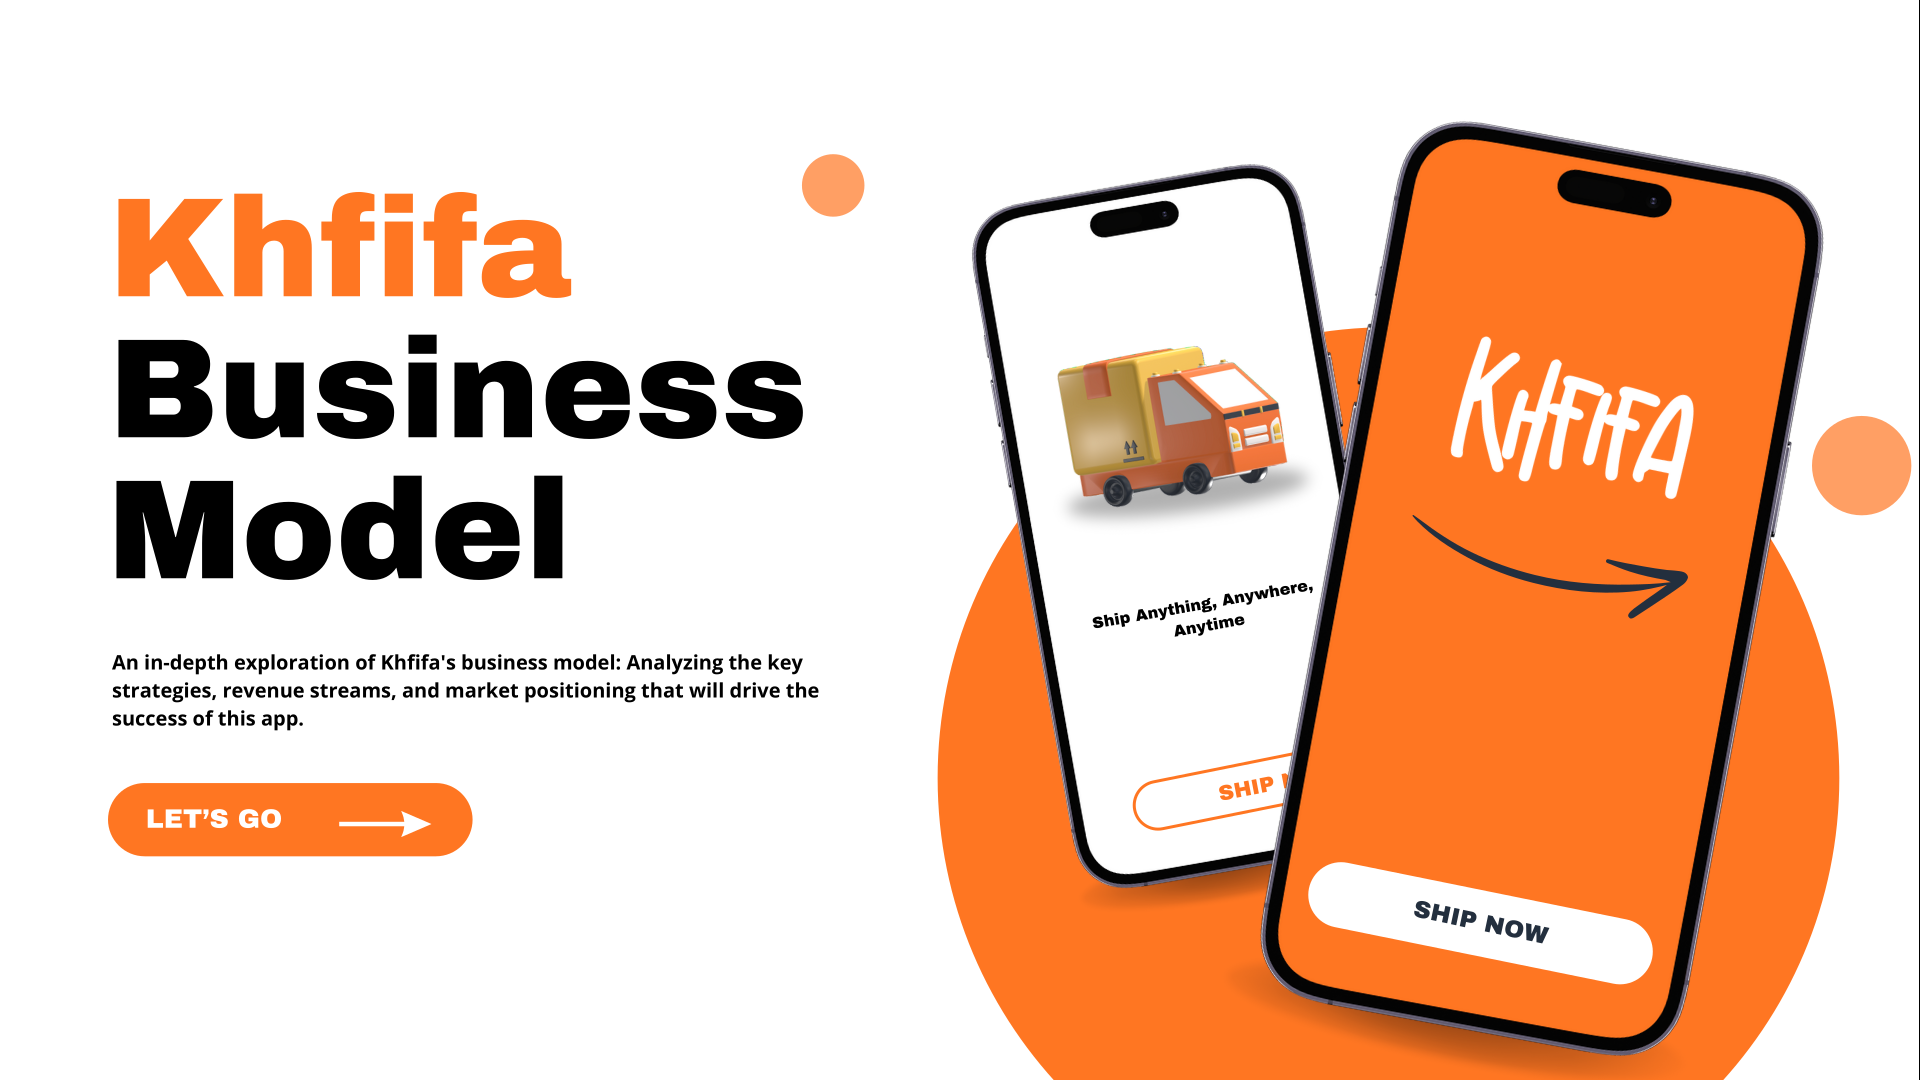 Khfifa
Business
Model
An in-depth exploration of Khfifa's business model: Analyzing the key
strategies, revenue streams, and market positioning that will drive the
success of this app.
LET'S GO
Ship Anything, Anywhere,
Anytime
SHIP
KHFIFA
SHIP NOW